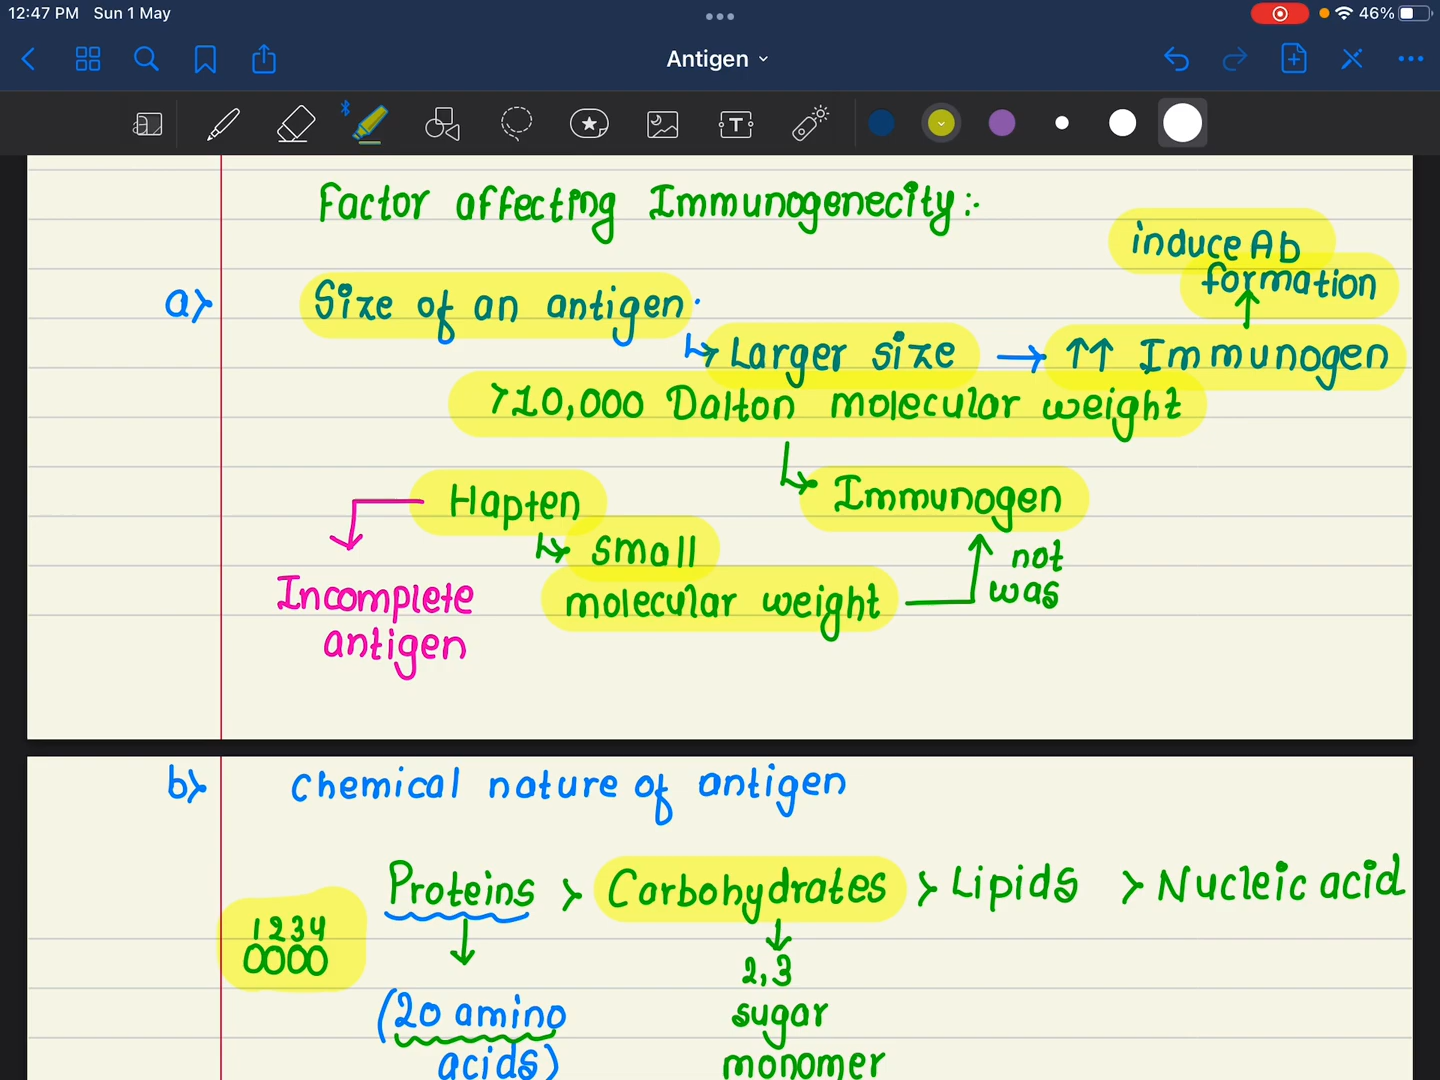 12:47 PM Sun 1 May
46%
Antigen
T
Factor affecting Immunogenecity:-
induce Ab
formation
a> Size of an antigen
Larger size → ↑↑ Immunogen
>10,000 Dalton molecular weight
Hapten
Immunogen
small
not
was
molecular weight
Incomplete
antigen
b> chemical nature of antigen
Proteins > Carbohydrates > Lipids > Nucleic acid
1234
0000
2,3
(20 amino
sugar
acids)
monomer